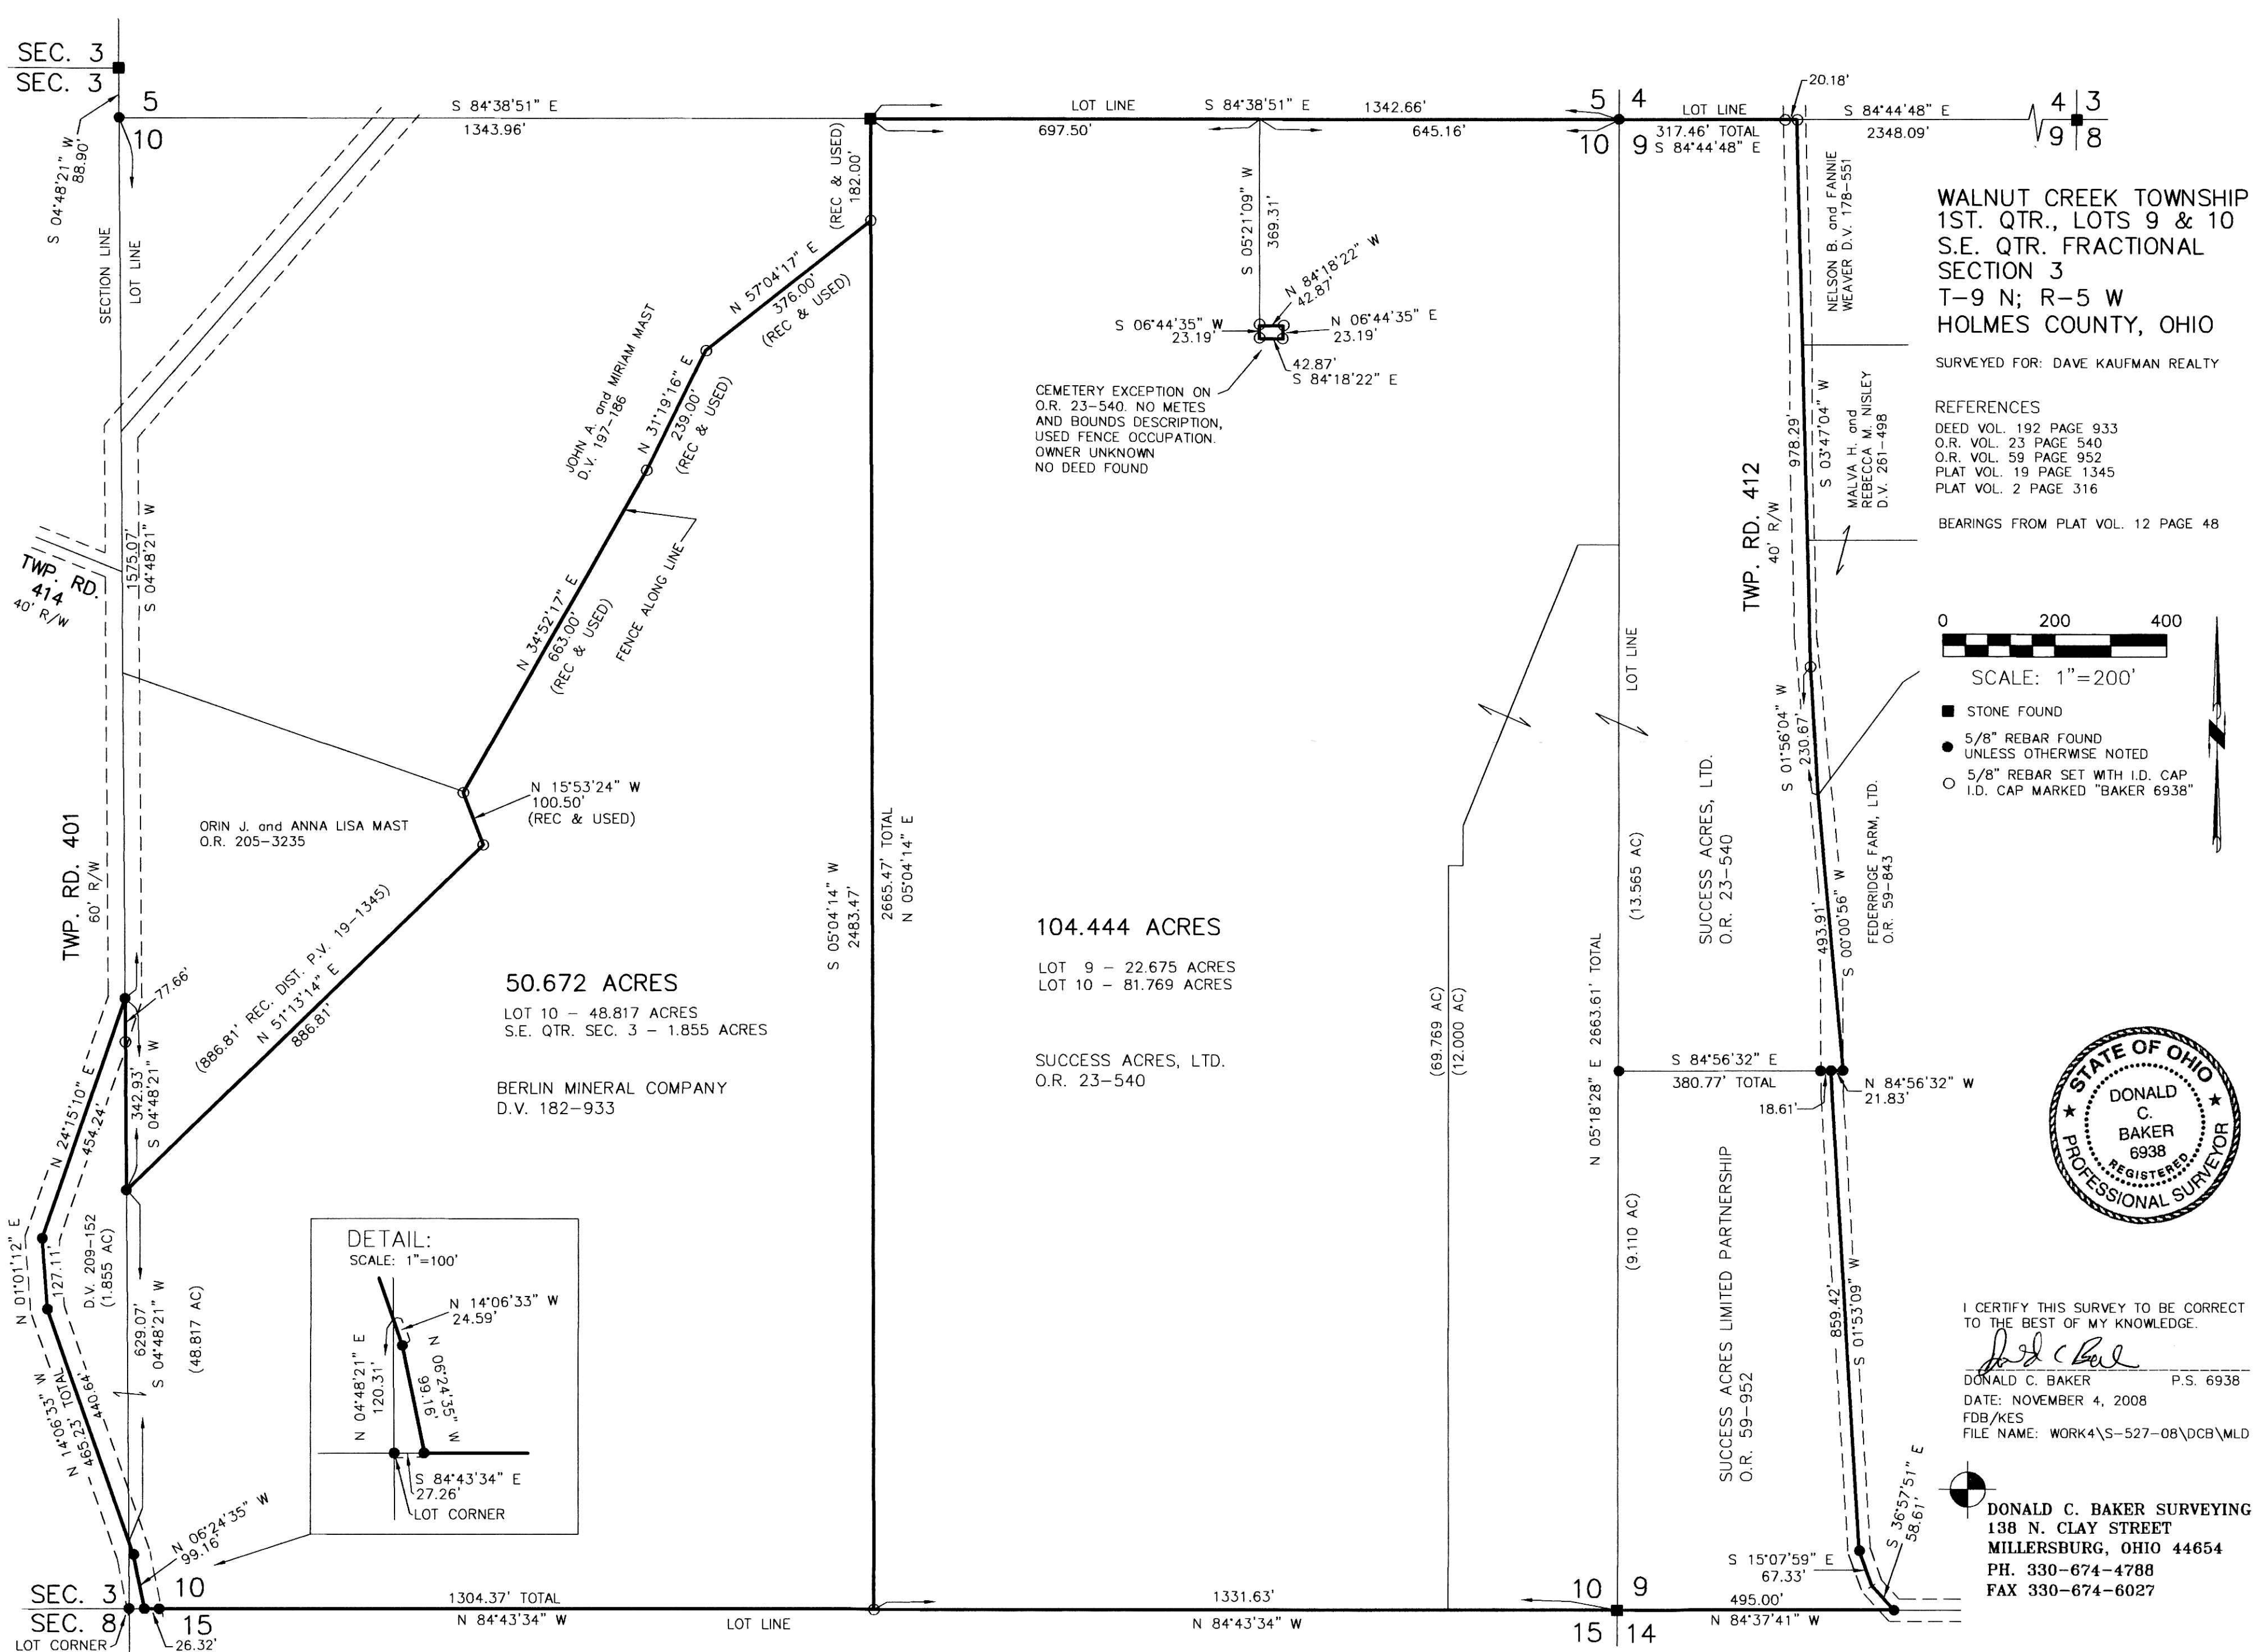 SEC. 3
SEC. 3
5
10
S 04°48'21" W
88.90'
S 84°38'51" E
1343.96'
LOT LINE
S 84°38'51" E
1342.66'
697.50'
645.16'
5 4
10 9
LOT LINE
317.46' TOTAL
S 84°44'48" E
20.18'
S 84°44'48" E
2348.09'
4 3
9 8
SECTION LINE
LOT LINE
(REC & USED)
182.00'
N 57°04'17" E
376.00'
(REC & USED)
JOHN A. and MIRIAM MAST
D.V. 197-186
N 31°19'16" E
239.00'
(REC & USED)
N 34°52'17" E
663.00'
(REC & USED)
FENCE ALONG LINE
N 15°53'24" W
100.50'
(REC & USED)
1575.07'
S 04°48'21" W
TWP. RD.
414
40' R/W
TWP. RD. 401
60' R/W
ORIN J. and ANNA LISA MAST
O.R. 205-3235
(886.81' REC. DIST. P.V. 19-1345)
N 51°13'14" E
886.81'
77.66'
342.93'
S 04°48'21" W
N 24°15'10" E
454.24'
N 01°01'12" E
127.11'
D.V. 209-152
(1.855 AC)
629.07'
S 04°48'21" W
(48.817 AC)
N 14°06'33" W
465.23' TOTAL
440.64'
N 06°24'35" W
99.16'
50.672 ACRES
LOT 10 - 48.817 ACRES
S.E. QTR. SEC. 3 - 1.855 ACRES
BERLIN MINERAL COMPANY
D.V. 182-933
DETAIL:
SCALE: 1"=100'
N 14°06'33" W
24.59'
N 04°48'21" E
120.31'
N 06°24'35" W
99.16'
S 84°43'34" E
27.26'
LOT CORNER
SEC. 3
SEC. 8
LOT CORNER
10
15
26.32'
1304.37' TOTAL
N 84°43'34" W
LOT LINE
S 05°04'14" W
2483.47'
2665.47' TOTAL
N 05°04'14" E
S 05°21'09" W
369.31'
N 84°18'22" W
42.87'
S 06°44'35" W
23.19'
N 06°44'35" E
23.19'
42.87'
S 84°18'22" E
CEMETERY EXCEPTION ON
O.R. 23-540. NO METES
AND BOUNDS DESCRIPTION,
USED FENCE OCCUPATION.
OWNER UNKNOWN
NO DEED FOUND
104.444 ACRES
LOT 9 - 22.675 ACRES
LOT 10 - 81.769 ACRES
SUCCESS ACRES, LTD.
O.R. 23-540
(69.769 AC)
(12.000 AC)
1331.63'
N 84°43'34" W
LOT LINE
(13.565 AC)
N 05°18'28" E 2663.61' TOTAL
(9.110 AC)
SUCCESS ACRES, LTD.
O.R. 23-540
S 84°56'32" E
380.77' TOTAL
18.61'
N 84°56'32" W
21.83'
SUCCESS ACRES LIMITED PARTNERSHIP
O.R. 59-952
10 9
15 14
495.00'
N 84°37'41" W
S 15°07'59" E
67.33'
S 36°57'51" E
58.61'
859.42'
S 01°53'09" W
493.91'
S 00°00'56" W
FEDERRIDGE FARM, LTD.
O.R. 59-843
S 01°56'04" W
230.67'
TWP. RD. 412
40' R/W
978.29'
S 03°47'04" W
NELSON B. and FANNIE
WEAVER D.V. 178-551
MALVA H. and
REBECCA M. NISLEY
D.V. 261-498
WALNUT CREEK TOWNSHIP
1ST. QTR., LOTS 9 & 10
S.E. QTR. FRACTIONAL
SECTION 3
T-9 N; R-5 W
HOLMES COUNTY, OHIO
SURVEYED FOR: DAVE KAUFMAN REALTY
REFERENCES
DEED VOL. 192 PAGE 933
O.R. VOL. 23 PAGE 540
O.R. VOL. 59 PAGE 952
PLAT VOL. 19 PAGE 1345
PLAT VOL. 2 PAGE 316
BEARINGS FROM PLAT VOL. 12 PAGE 48
0 200 400
SCALE: 1"=200'
STONE FOUND
5/8" REBAR FOUND
UNLESS OTHERWISE NOTED
5/8" REBAR SET WITH I.D. CAP
I.D. CAP MARKED "BAKER 6938"
N
STATE OF OHIO
DONALD
C.
BAKER
6938
REGISTERED
PROFESSIONAL SURVEYOR
I CERTIFY THIS SURVEY TO BE CORRECT
TO THE BEST OF MY KNOWLEDGE.
DONALD C. BAKER P.S. 6938
DATE: NOVEMBER 4, 2008
FDB/KES
FILE NAME: WORK4\S-527-08\DCB\MLD
DONALD C. BAKER SURVEYING
138 N. CLAY STREET
MILLERSBURG, OHIO 44654
PH. 330-674-4788
FAX 330-674-6027